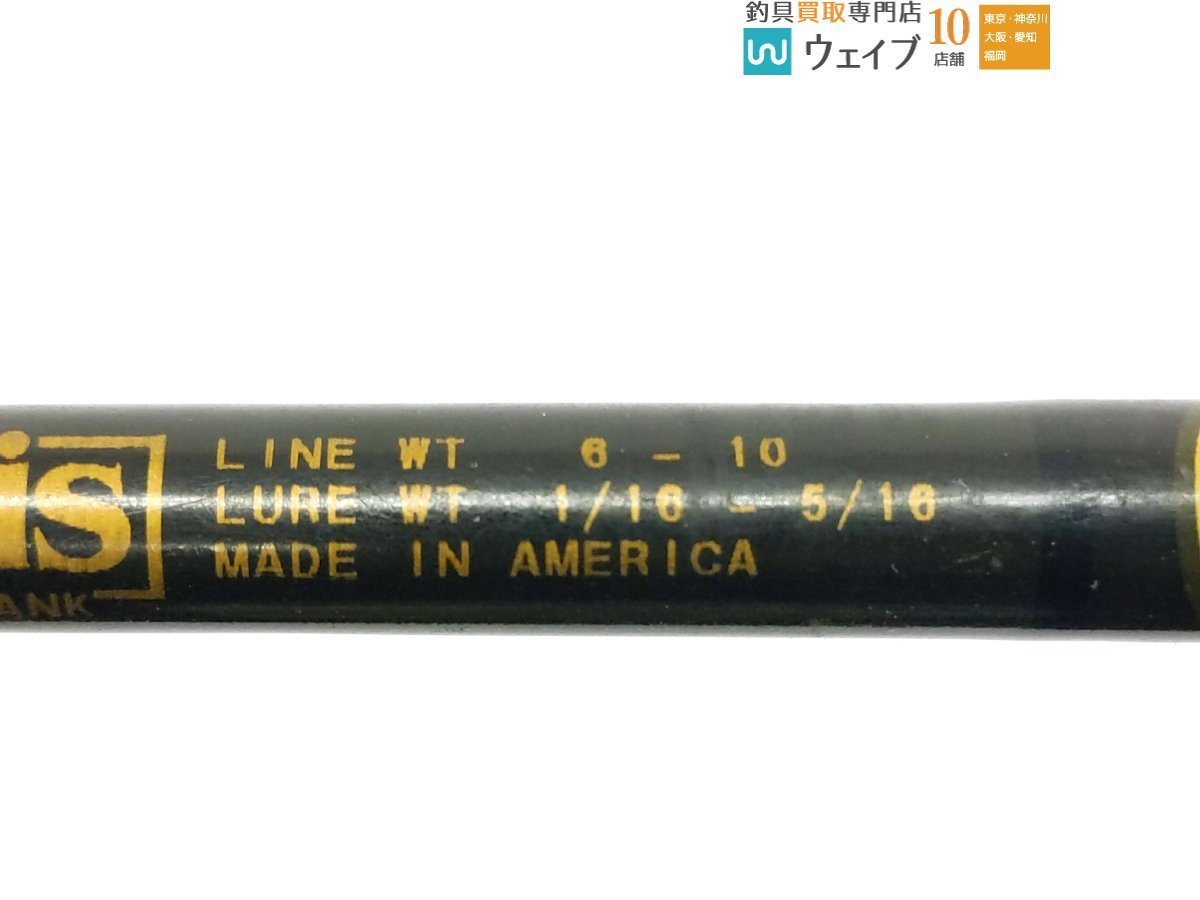 釣具買取専門店
ウェイブ
10
店舗
東京・神奈川
大阪・愛知
福岡
is
ANK
LINE WT. 6 - 10
LURE WT. 1/16 - 5/16
MADE IN AMERICA